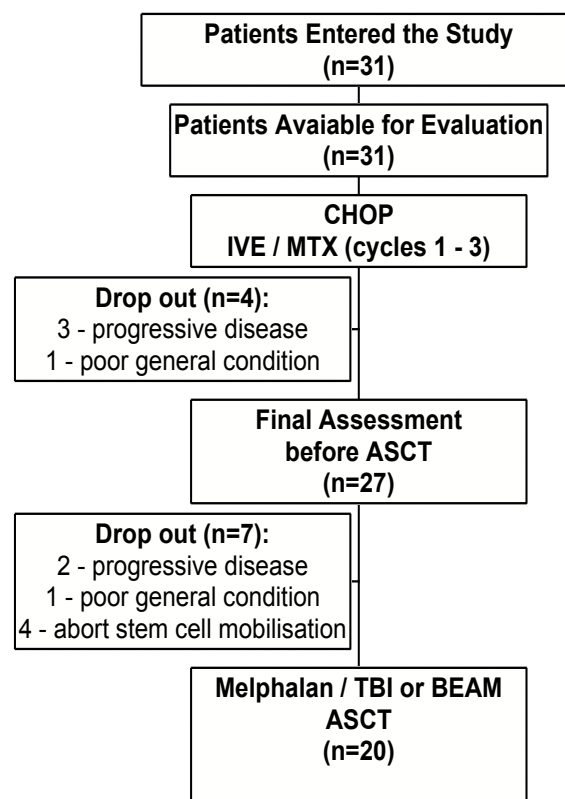 Patients Entered the Study
(n=31)
Patients Avaiable for Evaluation
(n=31)
CHOP
IVE / MTX (cycles 1 - 3)
Drop out (n=4):
3 - progressive disease
1 - poor general condition
Final Assessment
before ASCT
(n=27)
Drop out (n=7):
2 - progressive disease
1 - poor general condition
4 - abort stem cell mobilisation
Melphalan / TBI or BEAM
ASCT
(n=20)